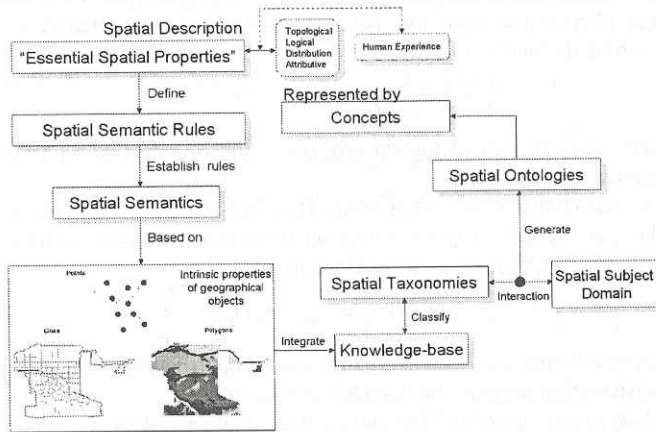 Spatial Description
"Essential Spatial Properties"
Topological
Logical
Distribution
Attributive
Human Experience
Define
Spatial Semantic Rules
Establish rules
Spatial Semantics
Based on
Points
Intrinsic properties
of geographical
objects
Lines
Polygons
Integrate
Represented by
Concepts
Spatial Ontologies
Generate
Spatial Taxonomies
Interaction
Spatial Subject
Domain
Classify
Knowledge-base